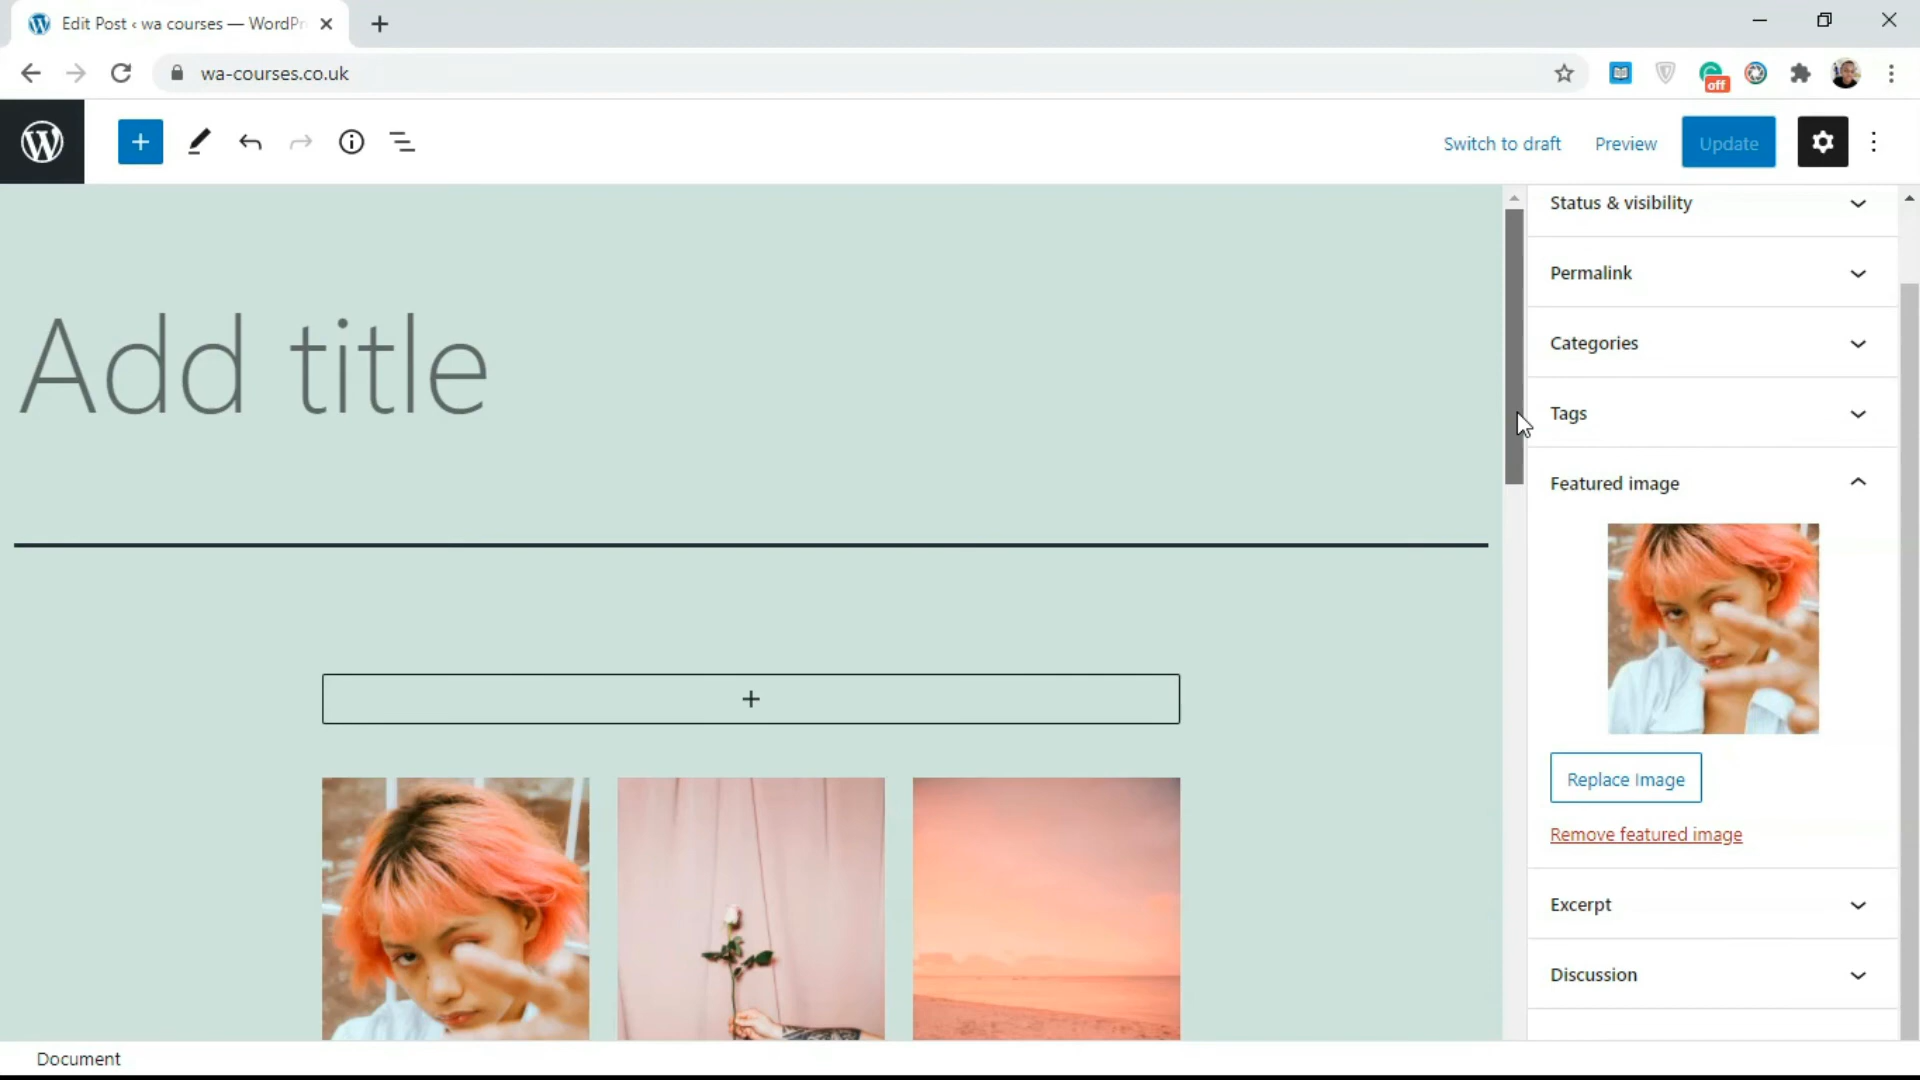 Edit Post ‹ wa courses — WordPr
wa-courses.co.uk
off
Switch to draft
Preview
Update
Status & visibility
Permalink
Add title
Categories
Tags
Featured image
Replace Image
Remove featured image
Excerpt
Discussion
Document